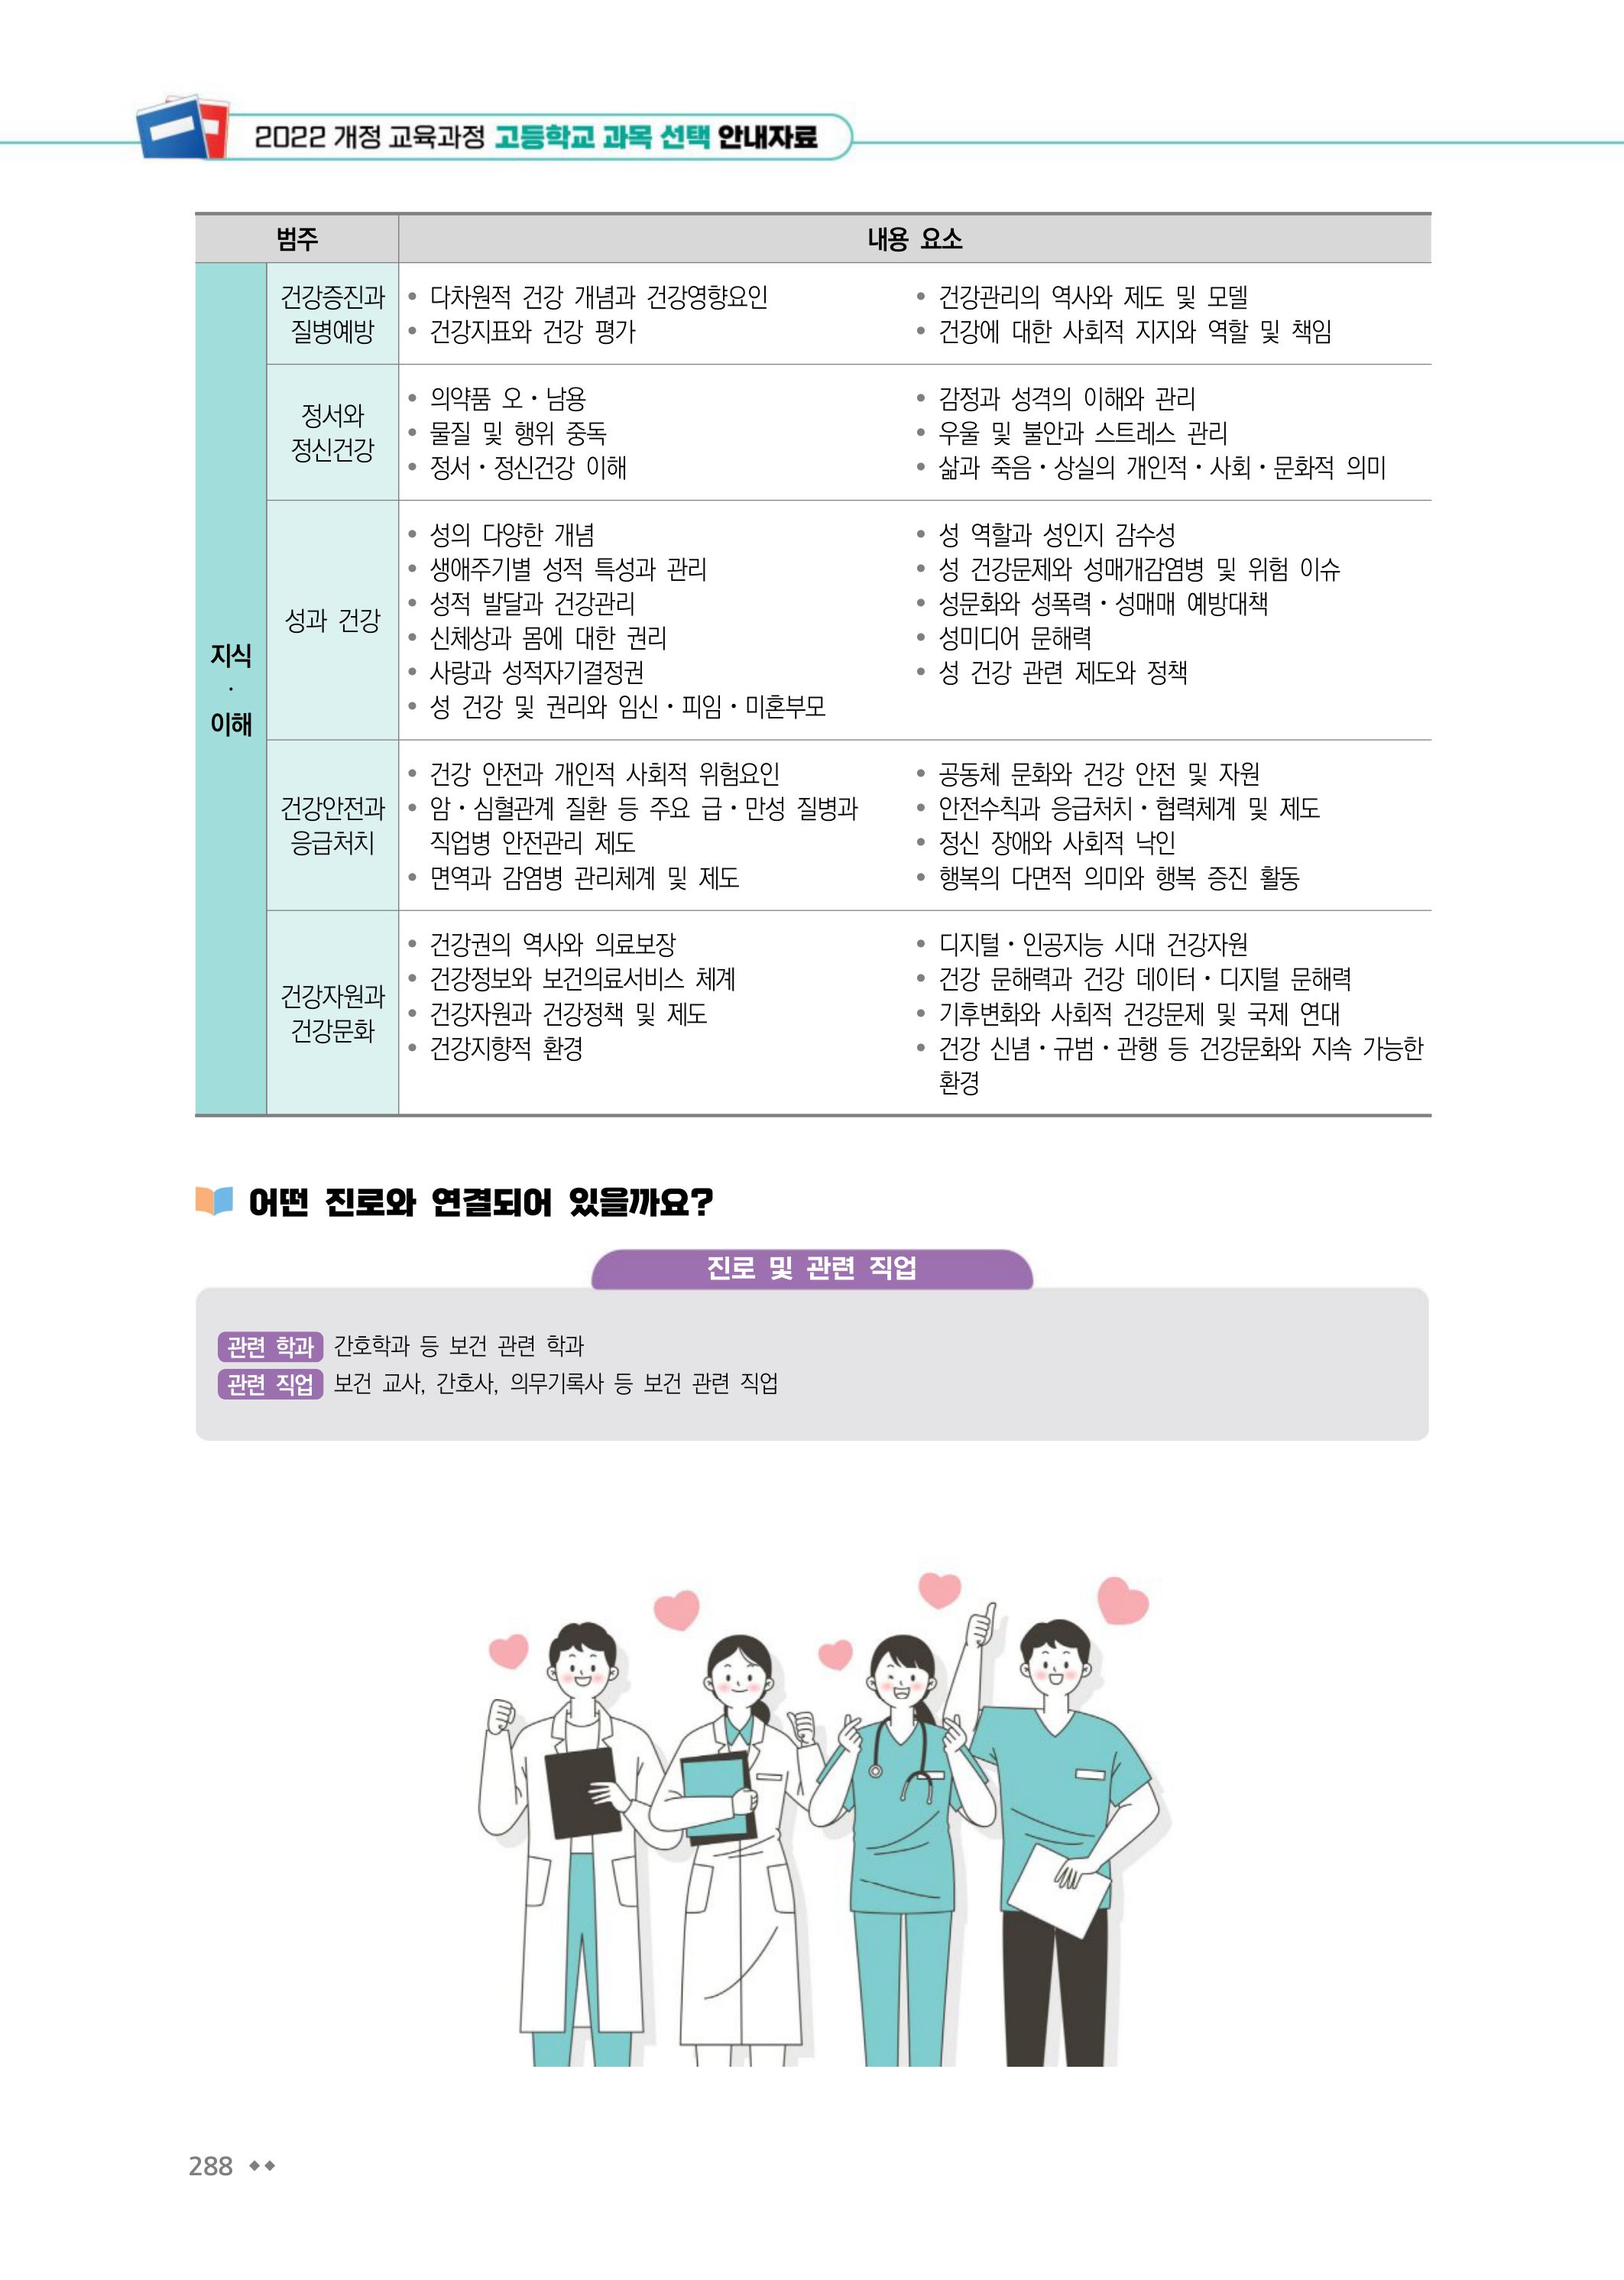 2022 개정 교육과정 고등학교 과목 선택 안내자료
범주
내용 요소
지식
·
이해
건강증진과
질병예방
• 다차원적 건강 개념과 건강영향요인
• 건강지표와 건강 평가
• 건강관리의 역사와 제도 및 모델
• 건강에 대한 사회적 지지와 역할 및 책임
정서와
정신건강
• 의약품 오・남용
• 물질 및 행위 중독
• 정서・정신건강 이해
• 감정과 성격의 이해와 관리
• 우울 및 불안과 스트레스 관리
• 삶과 죽음・상실의 개인적・사회・문화적 의미
성과 건강
• 성의 다양한 개념
• 생애주기별 성적 특성과 관리
• 성적 발달과 건강관리
• 신체상과 몸에 대한 권리
• 사랑과 성적자기결정권
• 성 건강 및 권리와 임신・피임・미혼부모
• 성 역할과 성인지 감수성
• 성 건강문제와 성매개감염병 및 위험 이슈
• 성문화와 성폭력・성매매 예방대책
• 성미디어 문해력
• 성 건강 관련 제도와 정책
건강안전과
응급처치
• 건강 안전과 개인적 사회적 위험요인
• 암・심혈관계 질환 등 주요 급・만성 질병과
직업병 안전관리 제도
• 면역과 감염병 관리체계 및 제도
• 공동체 문화와 건강 안전 및 자원
• 안전수칙과 응급처치・협력체계 및 제도
• 정신 장애와 사회적 낙인
• 행복의 다면적 의미와 행복 증진 활동
건강자원과
건강문화
• 건강권의 역사와 의료보장
• 건강정보와 보건의료서비스 체계
• 건강자원과 건강정책 및 제도
• 건강지향적 환경
• 디지털・인공지능 시대 건강자원
• 건강 문해력과 건강 데이터・디지털 문해력
• 기후변화와 사회적 건강문제 및 국제 연대
• 건강 신념・규범・관행 등 건강문화와 지속 가능한
환경
어떤 진로와 연결되어 있을까요?
진로 및 관련 직업
관련 학과 간호학과 등 보건 관련 학과
관련 직업 보건 교사, 간호사, 의무기록사 등 보건 관련 직업
288